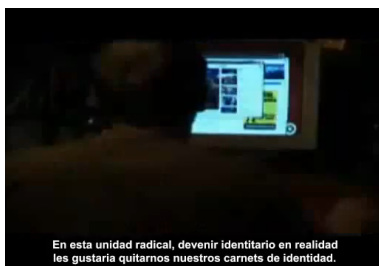 En esta unidad radical, devenir identitario en realidad
les gustaria quitarnos nuestros carnets de identidad.